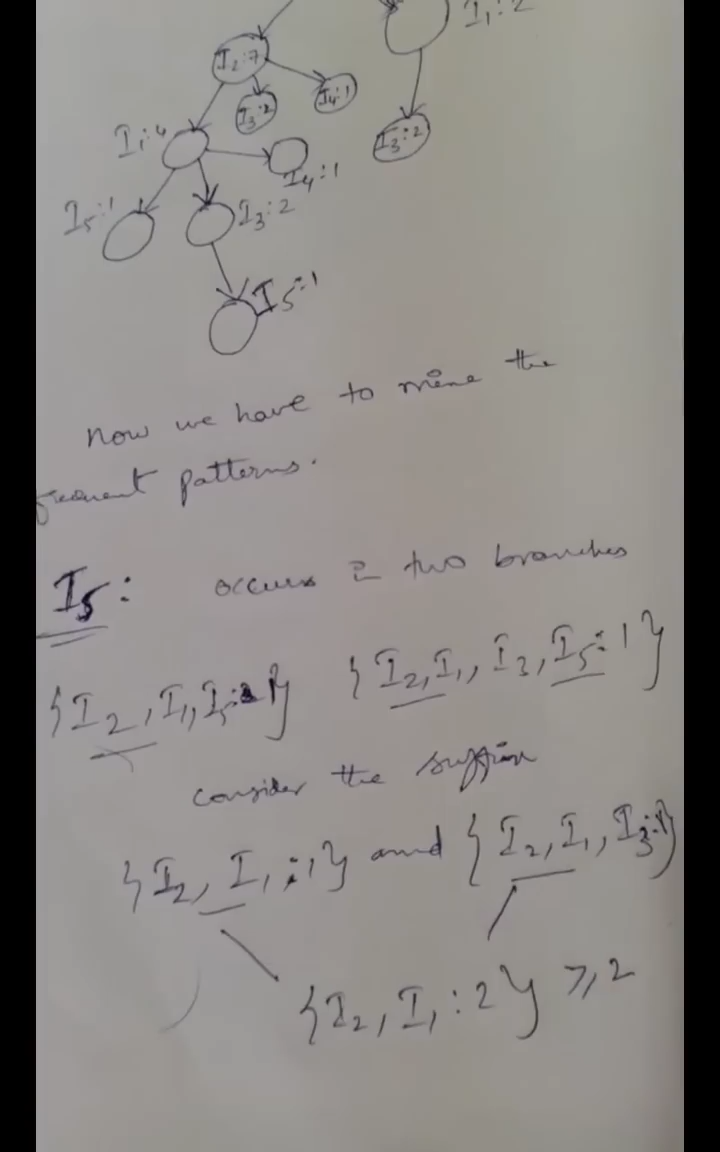 I₁:2
I₂:7
I₃:2
I₄:1
I₁:4
I₃:2
I₄:1
I₅:1
I₃:2
I₅:1
Now we have to mine the
frequent patterns.
I₅: occurs in two branches
{I₂, I₁, I₅:1} {I₂, I₁, I₃, I₅:1}
consider the suffix
{I₂, I₁:1} and {I₂, I₁, I₃:1}
{I₂, I₁:2} ≥ 2